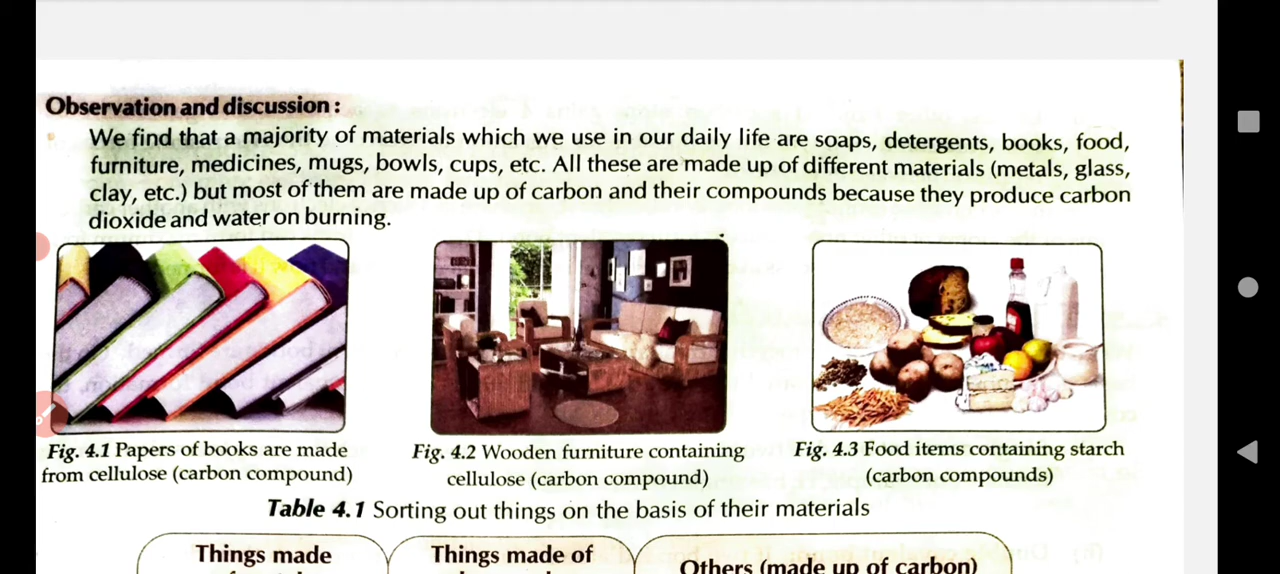 Observation and discussion :
We find that a majority of materials which we use in our daily life are soaps, detergents, books, food,
furniture, medicines, mugs, bowls, cups, etc. All these are made up of different materials (metals, glass,
clay, etc.) but most of them are made up of carbon and their compounds because they produce carbon
dioxide and water on burning.
Fig. 4.1 Papers of books are made
from cellulose (carbon compound)
Fig. 4.2 Wooden furniture containing
cellulose (carbon compound)
Fig. 4.3 Food items containing starch
(carbon compounds)
Table 4.1 Sorting out things on the basis of their materials
Things made
Things made of
Others (made up of carbon)